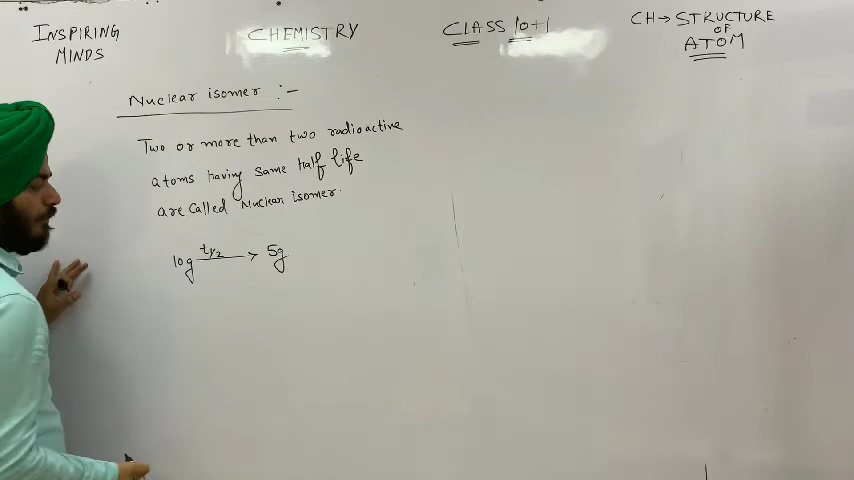 INSPIRING
MINDS
CHEMISTRY
CLASS 10+1
CH→ STRUCTURE
OF
ATOM
Nuclear isomer :-
Two or more than two radioactive
atoms having same half life
are called Nuclear isomer.
10g t1/2 → 5g